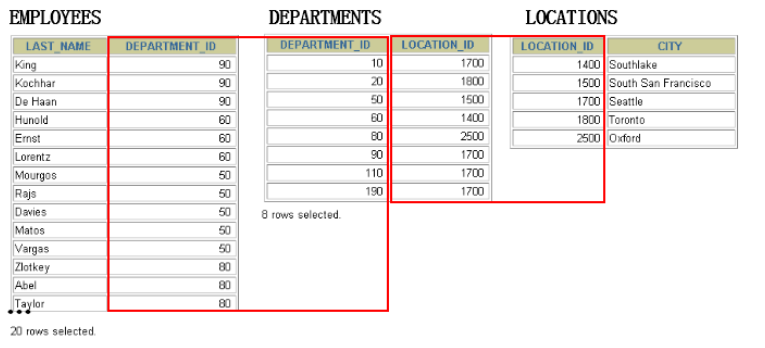 EMPLOYEES DEPARTMENTS LOCATIONS
LAST_NAME DEPARTMENT_ID
King 90
Kochhar 90
De Haan 90
Hunold 60
Ernst 60
Lorentz 60
Mourgos 50
Rajs 50
Davies 50
Matos 50
Vargas 50
Zlotkey 80
Abel 80
Taylor 80
...
20 rows selected.
DEPARTMENT_ID LOCATION_ID
10 1700
20 1800
50 1500
60 1400
80 2500
90 1700
110 1700
190 1700
8 rows selected.
LOCATION_ID CITY
1400 Southlake
1500 South San Francisco
1700 Seattle
1800 Toronto
2500 Oxford